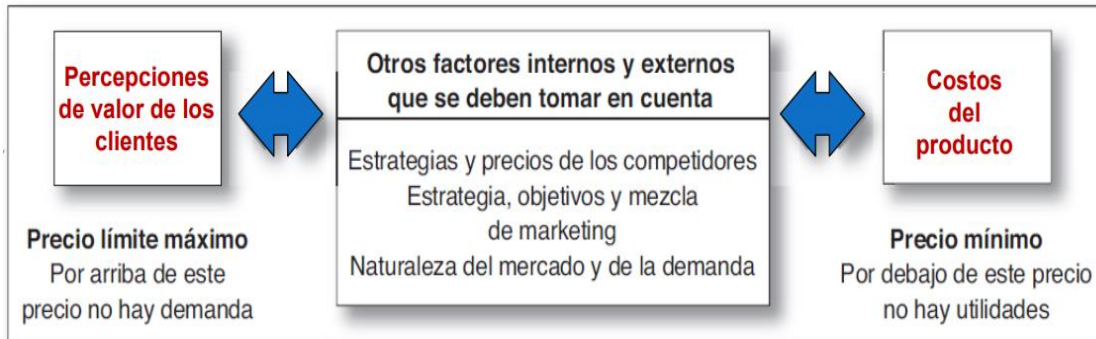 Percepciones
de valor de los
clientes
Precio límite máximo
Por arriba de este
precio no hay demanda
Otros factores internos y externos
que se deben tomar en cuenta
Estrategias y precios de los competidores
Estrategia, objetivos y mezcla
de marketing
Naturaleza del mercado y de la demanda
Costos
del
producto
Precio mínimo
Por debajo de este precio
no hay utilidades